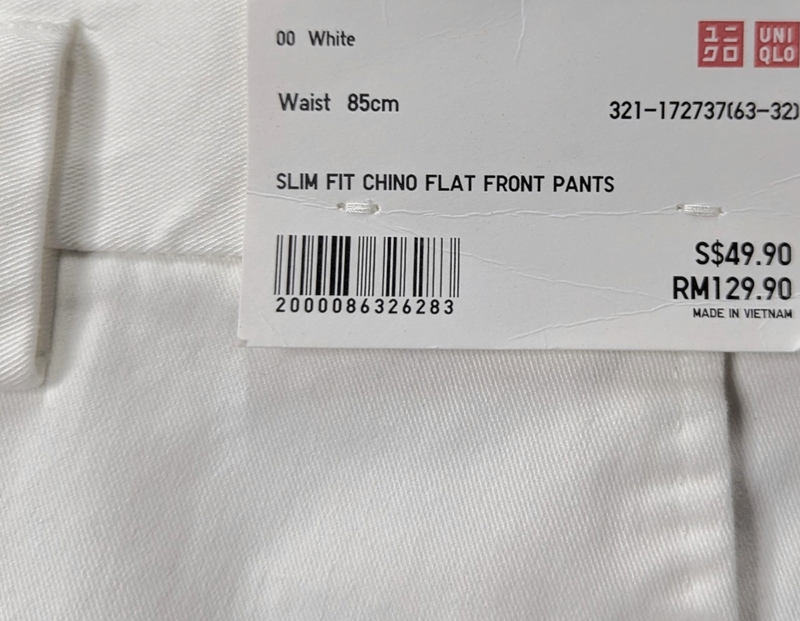 00 White
ユニ UNI
クロ QLO
Waist 85cm
321-172737(63-32)
SLIM FIT CHINO FLAT FRONT PANTS
S$49.90
RM129.90
2000086326283
MADE IN VIETNAM